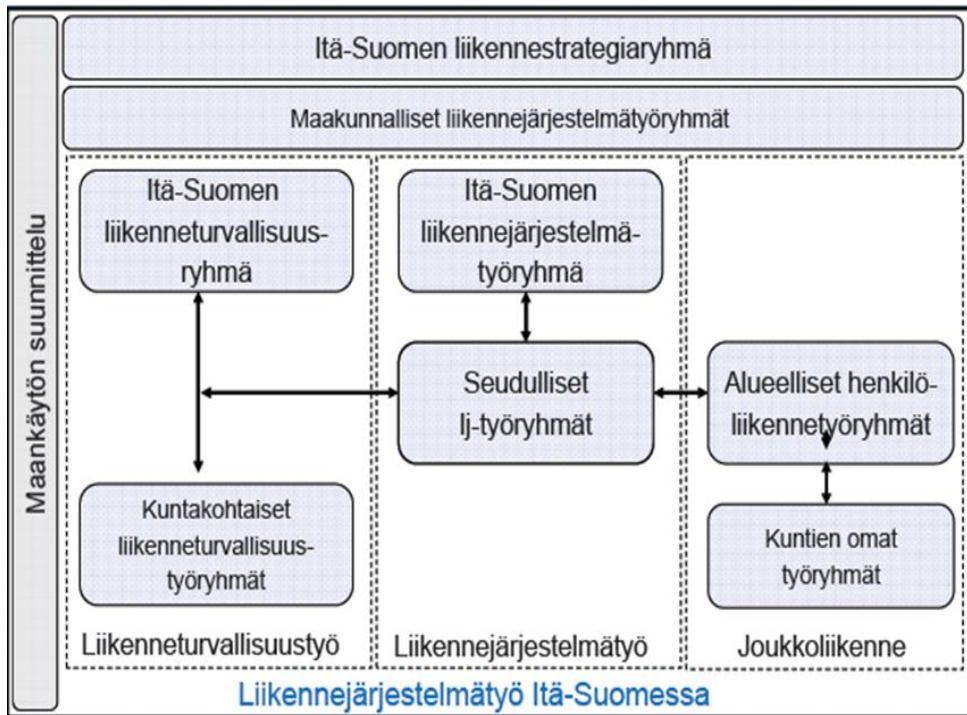 Itä-Suomen liikennestrategiaryhmä
Maakunnalliset liikennejärjestelmätyöryhmät
Maankäytön suunnittelu
Itä-Suomen
liikenneturvallisuus-
ryhmä
Kuntakohtaiset
liikenneturvallisuus-
työryhmät
Liikenneturvallisuustyö
Itä-Suomen
liikennejärjestelmä-
työryhmä
Seudulliset
lj-työryhmät
Liikennejärjestelmätyö
Alueelliset henkilö-
liikennetyöryhmät
Kuntien omat
työryhmät
Joukkoliikenne
Liikennejärjestelmätyö Itä-Suomessa